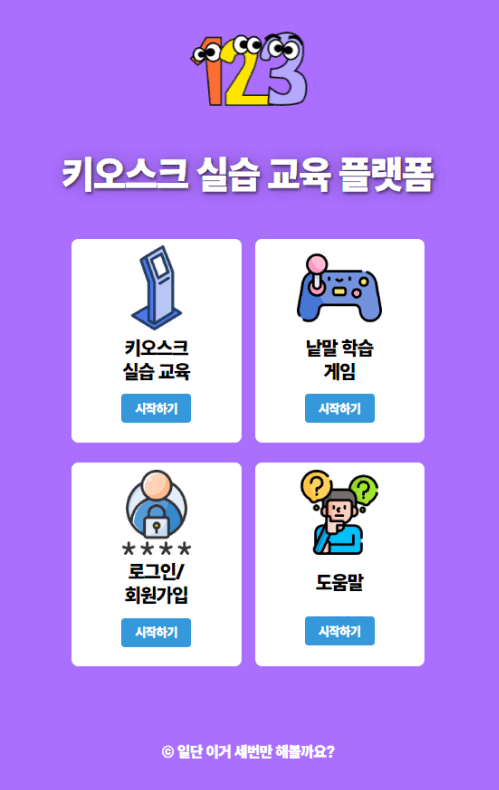 123
키오스크 실습 교육 플랫폼
키오스크
실습 교육
시작하기
낱말 학습
게임
시작하기
****
로그인/
회원가입
시작하기
? ?
도움말
시작하기
© 일단 이거 세번만 해볼까요?